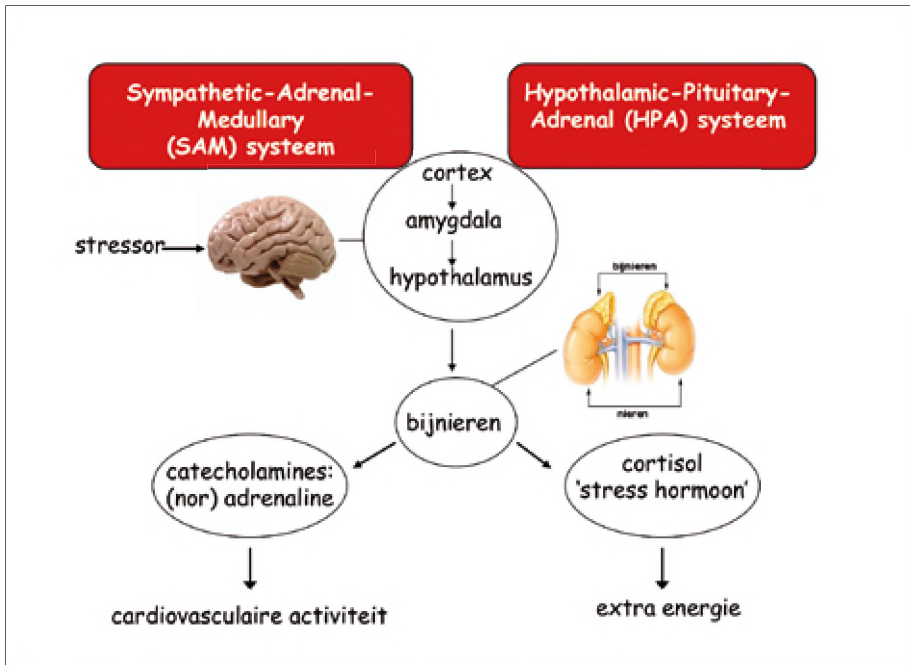 Sympathetic-Adrenal-
Medullary
(SAM) systeem
Hypothalamic-Pituitary-
Adrenal (HPA) systeem
cortex
amygdala
hypothalamus
stressor
bijnieren
nieren
bijnieren
catecholamines:
(nor) adrenaline
cortisol
'stress hormoon'
cardiovasculaire activiteit
extra energie